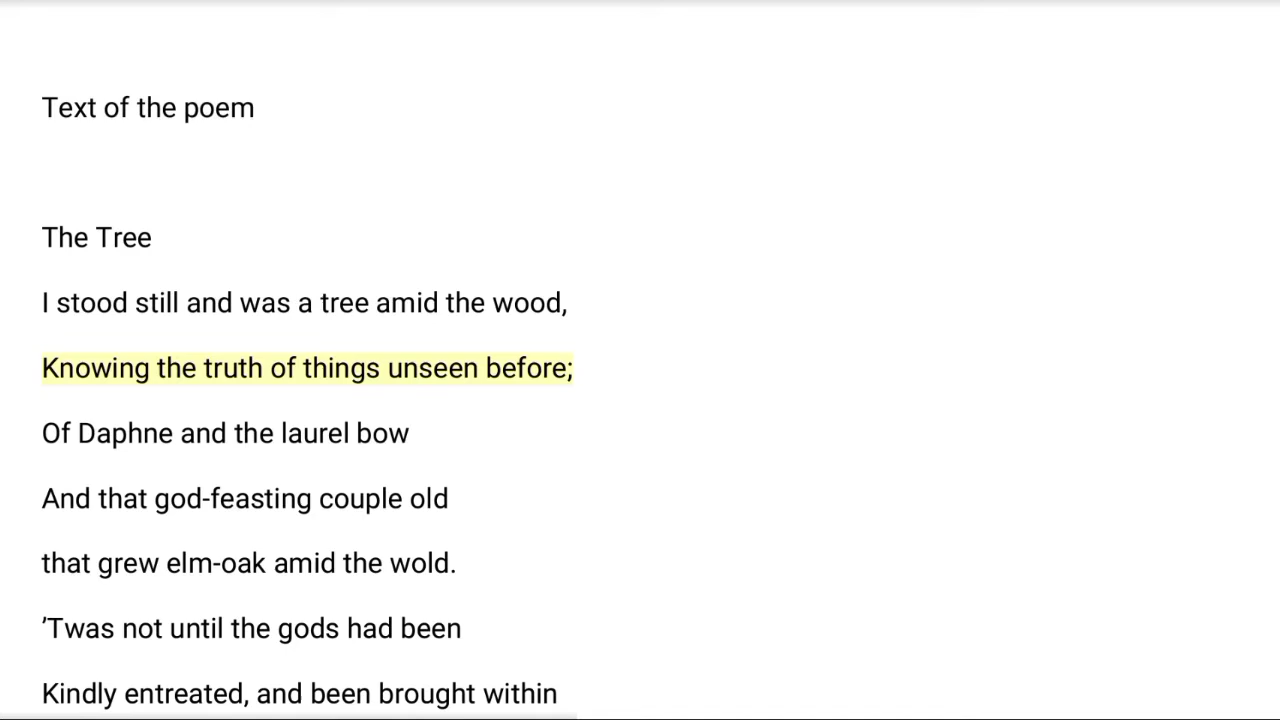 Text of the poem
The Tree
I stood still and was a tree amid the wood,
Knowing the truth of things unseen before;
Of Daphne and the laurel bow
And that god-feasting couple old
that grew elm-oak amid the wold.
’Twas not until the gods had been
Kindly entreated, and been brought within